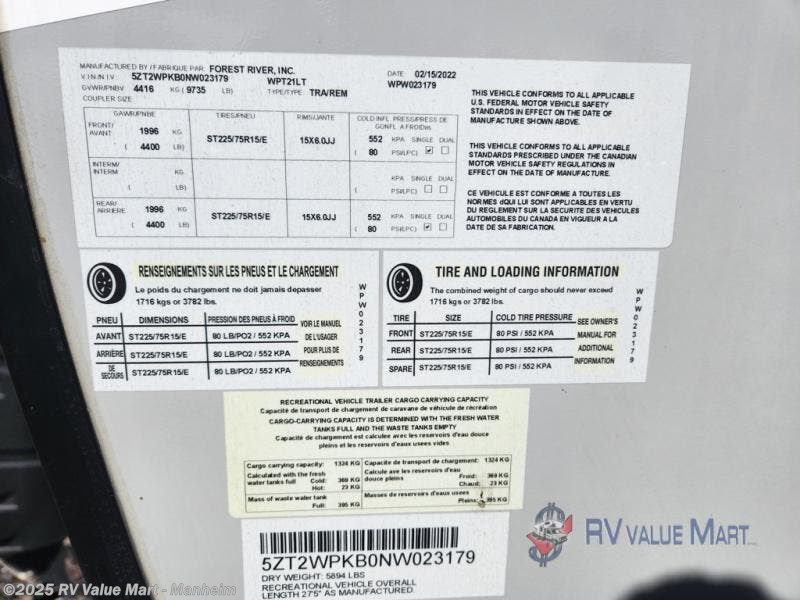 MANUFACTURED BY / FABRIQUE PAR: FOREST RIVER, INC. DATE 02/15/2022
V.I.N/N.I.V. 5ZT2WPKB0NW023179 WPT21LT WPW023179
GVWR/PNBV 4416 KG ( 9735 LB) TYPE/TYPE: TRA/REM
COUPLER SIZE
GAWR/PNBE TIRES/PNEU RIMS/JANTE COLD INFL PRESS/PRESS DE GONFL A FROID
FRONT/ AVANT 1996 KG ( 4400 LB) ST225/75R15/E 15X6.0JJ 552 KPA ( 80 PSI/LPC) SINGLE DUAL
INTERM/ INTERM KG ( LB) KPA ( PSI/LPC) SINGLE DUAL
REAR/ ARRIÈRE 1996 KG ( 4400 LB) ST225/75R15/E 15X6.0JJ 552 KPA ( 80 PSI/LPC) SINGLE DUAL
THIS VEHICLE CONFORMS TO ALL APPLICABLE
U.S. FEDERAL MOTOR VEHICLE SAFETY
STANDARDS IN EFFECT ON THE DATE OF
MANUFACTURE SHOWN ABOVE.
THIS VEHICLE CONFORMS TO ALL APPLICABLE
STANDARDS PRESCRIBED UNDER THE CANADIAN
MOTOR VEHICLE SAFETY REGULATIONS IN
EFFECT ON THE DATE OF MANUFACTURE.
CE VEHICULE EST CONFORME A TOUTES LES
NORMES dQUI LUI SONT APPLICABLES EN VERTU
DU REGLEMENT SUR LA SECURITE DES VEHICULES
AUTOMOBILES DU CANADA EN VIGUEUR A LA
DATE DE SA FABRICATION.
RENSEIGNEMENTS SUR LES PNEUS ET LE CHARGEMENT
Le poids du chargement ne doit jamais depasser
1716 kgs or 3782 lbs.
PNEU DIMENSIONS PRESSION DES PNEUS À FROID
AVANT ST225/75R15/E 80 LB/PO2 / 552 KPA
ARRIÈRE ST225/75R15/E 80 LB/PO2 / 552 KPA
DE SECOURS ST225/75R15/E 80 LB/PO2 / 552 KPA
VOIR LE MANUEL
DE L'USAGER
POUR PLUS DE
RENSEIGNEMENTS
WPW023179
TIRE AND LOADING INFORMATION
The combined weight of cargo should never exceed
1716 kgs or 3782 lbs.
TIRE SIZE COLD TIRE PRESSURE
FRONT ST225/75R15/E 80 PSI / 552 KPA
REAR ST225/75R15/E 80 PSI / 552 KPA
SPARE ST225/75R15/E 80 PSI / 552 KPA
SEE OWNER'S
MANUAL FOR
ADDITIONAL
INFORMATION
WPW023179
RECREATIONAL VEHICLE TRAILER CARGO CARRYING CAPACITY
Capacité de transport de chargement de caravane de véhicule de récréation
CARGO-CARRYING CAPACITY IS DETERMINED WITH THE FRESH WATER
TANKS FULL AND THE WASTE TANKS EMPTY
Capacité de chargement est calculee avec les reservoirs d'eau douce
pleins et les reservoirs d'eaux usees vides
Cargo carrying capacity: 1324 KG
Calculated with the fresh
water tanks full Cold: 369 KG
Hot: 23 KG
Mass of waste water tank
Full: 395 KG
Capacite de transport de chargement: 1324 KG
Calcule ave les reservoirs d'eau
douce pleins Froid: 369 KG
Chaud: 23 KG
Masses de reservoirs d'eaux usees
Pleins: 395 KG
5ZT2WPKB0NW023179
DRY WEIGHT: 5894 LBS
RECREATIONAL VEHICLE OVERALL
LENGTH 27'5" AS MANUFACTURED.
RV VALUE MART INC
©2025 RV Value Mart - Manheim